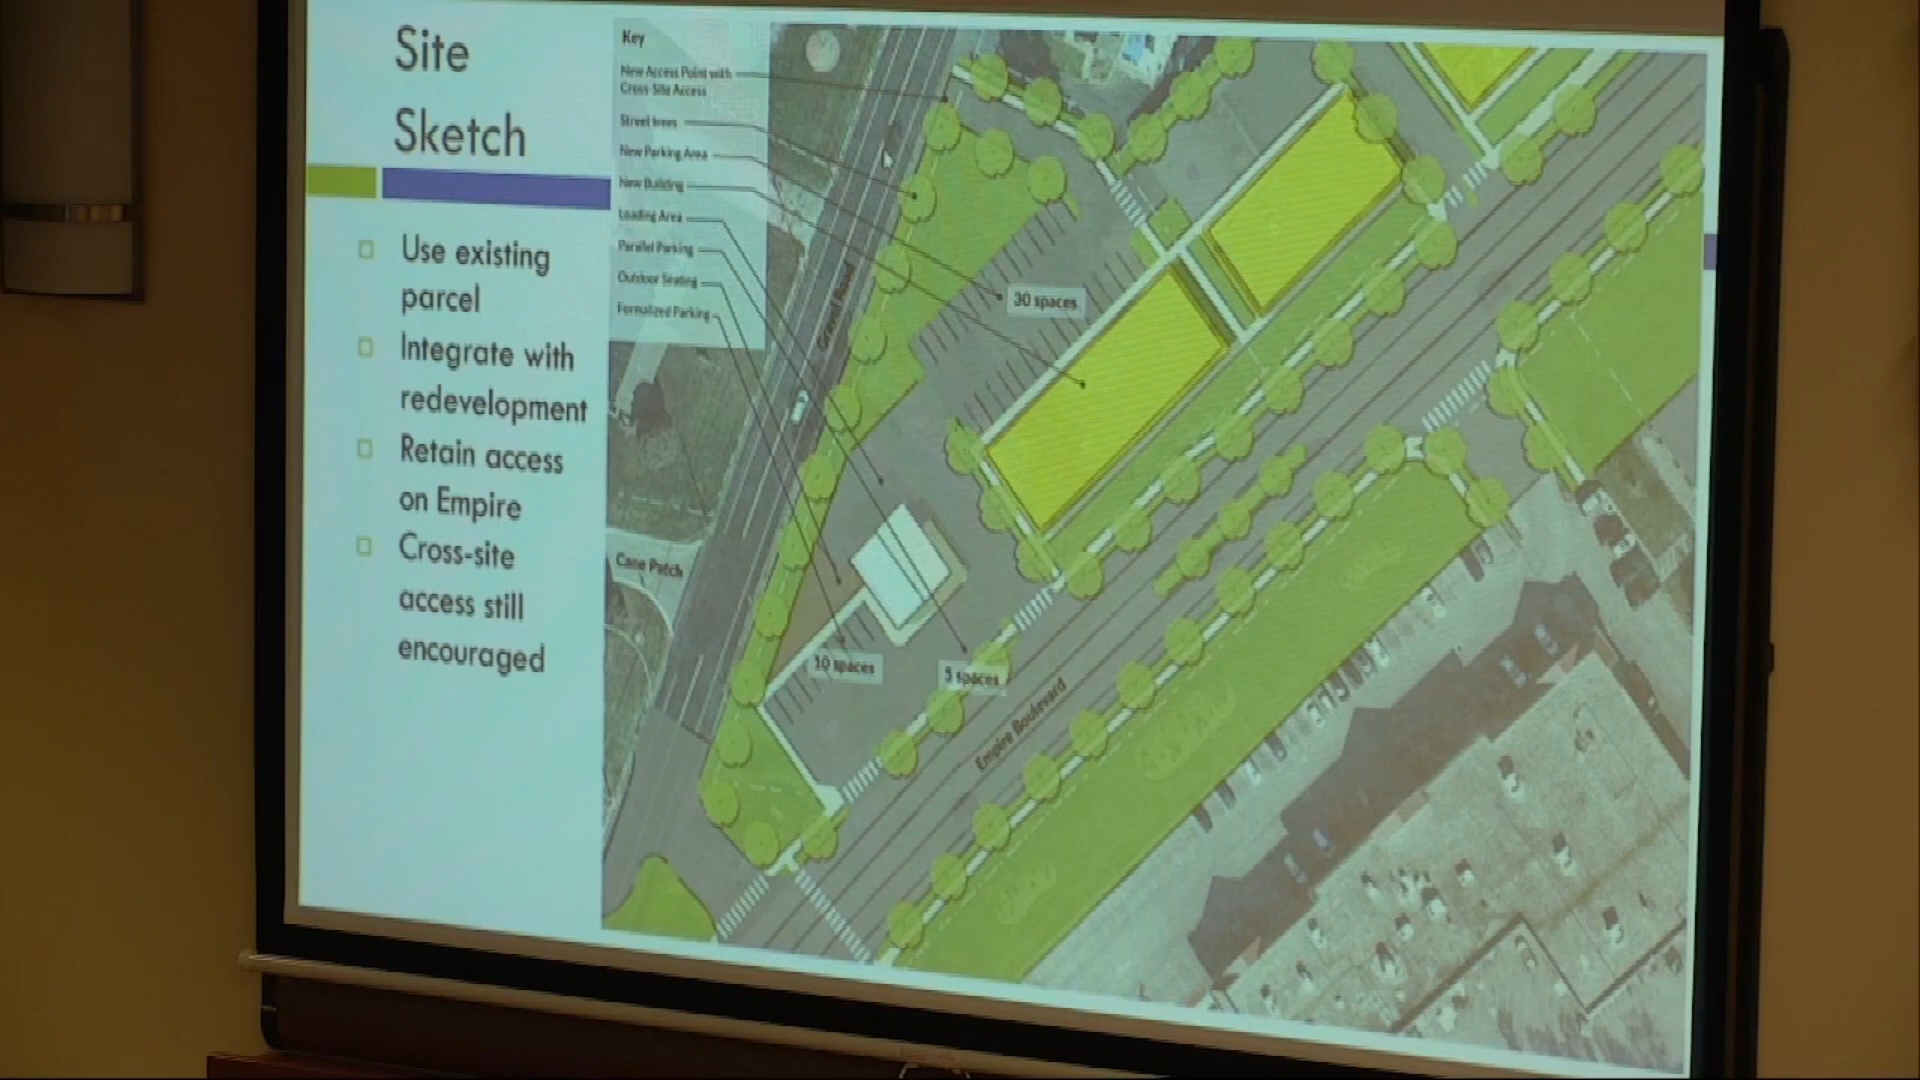 Site
Sketch
Use existing
parcel
Integrate with
redevelopment
Retain access
on Empire
Cross-site
access still
encouraged
Key
New Access Point with
Cross Site Access
Street trees
New Parking Area
New Building
Loading Area
Parallel Parking
Outdoor Seating
Formalized Parking
Gravel Road
30 spaces
Cane Patch
10 spaces
5 spaces
Empire Boulevard